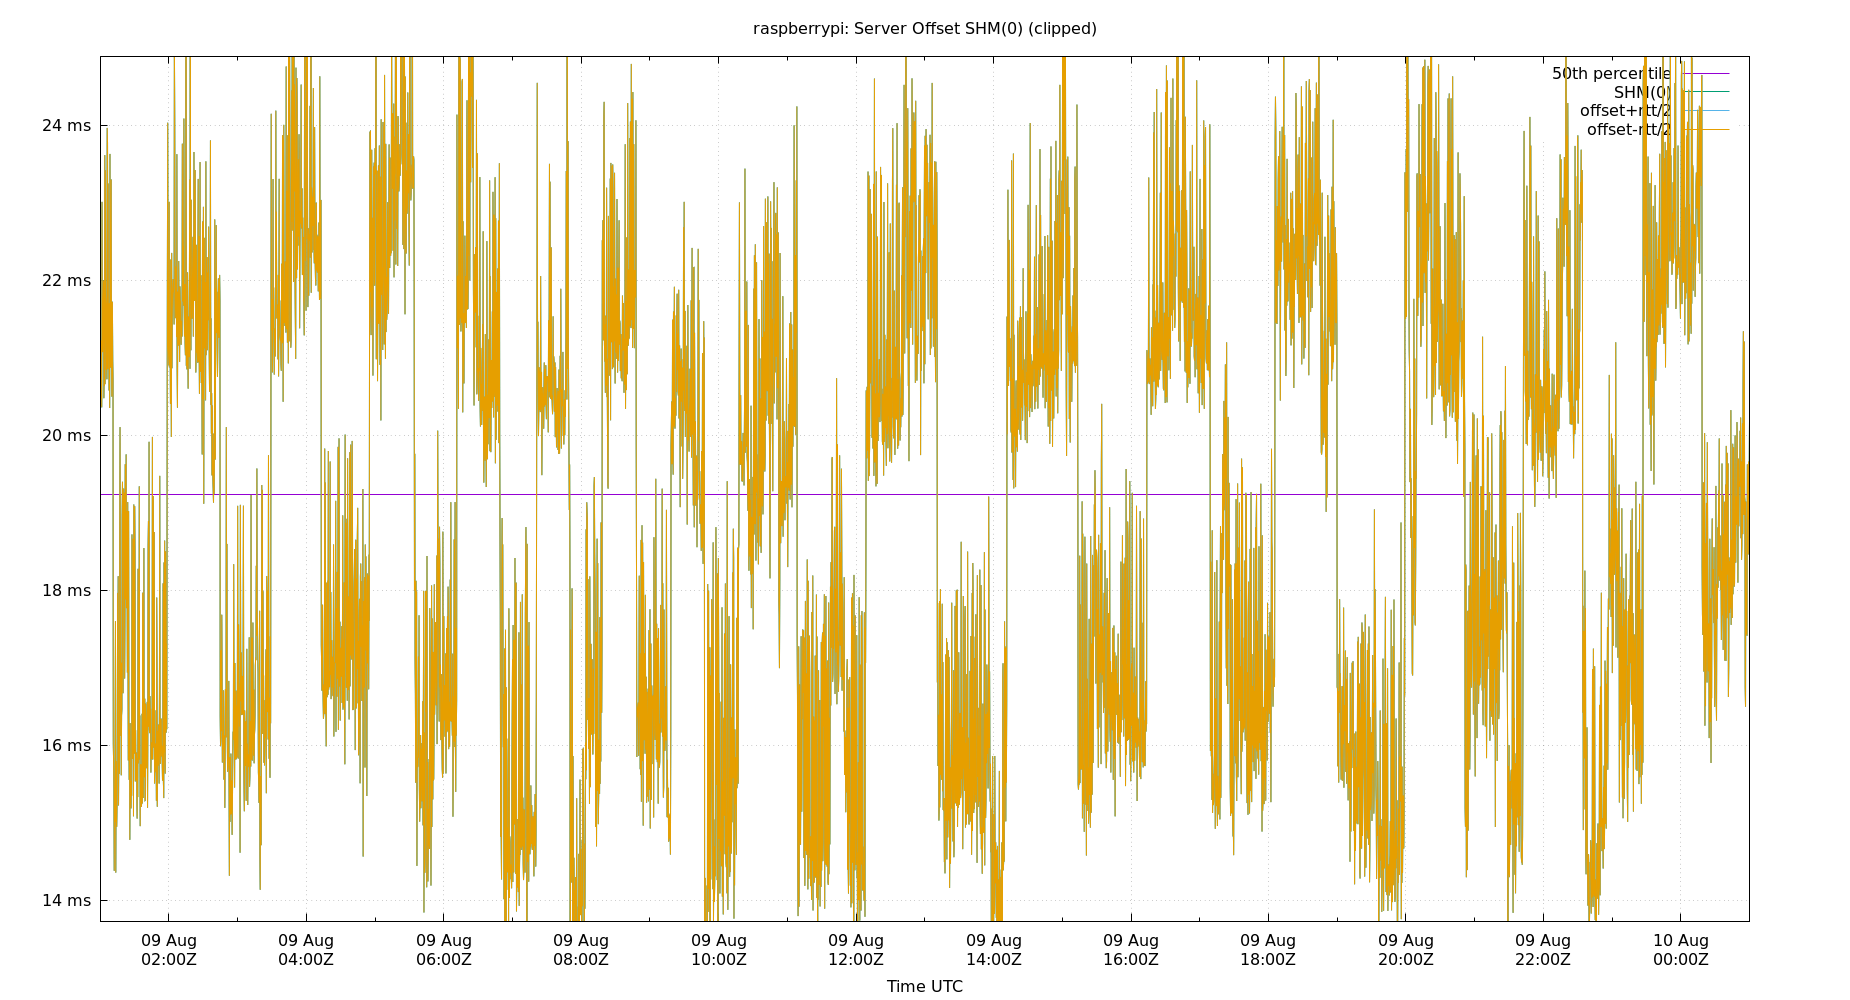 raspberrypi: Server Offset SHM(0) (clipped)
50th percentile
SHM(0)
offset+rtt/2
offset-rtt/2
24 ms
22 ms
20 ms
18 ms
16 ms
14 ms
09 Aug 09 Aug 09 Aug 09 Aug 09 Aug 09 Aug 09 Aug 09 Aug 09 Aug 09 Aug 09 Aug 10 Aug
02:00Z 04:00Z 06:00Z 08:00Z 10:00Z 12:00Z 14:00Z 16:00Z 18:00Z 20:00Z 22:00Z 00:00Z
Time UTC